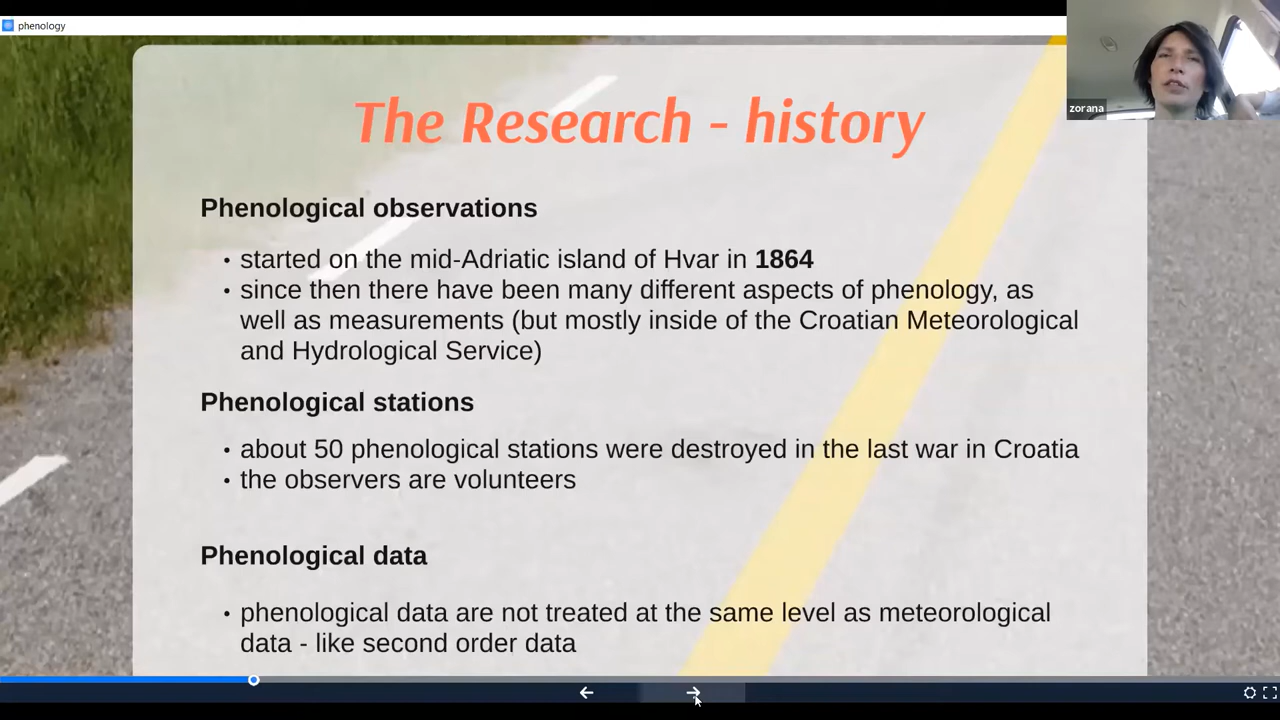 phenology
zorana
The Research - history
Phenological observations
• started on the mid-Adriatic island of Hvar in 1864
• since then there have been many different aspects of phenology, as
well as measurements (but mostly inside of the Croatian Meteorological
and Hydrological Service)
Phenological stations
• about 50 phenological stations were destroyed in the last war in Croatia
• the observers are volunteers
Phenological data
• phenological data are not treated at the same level as meteorological
data - like second order data